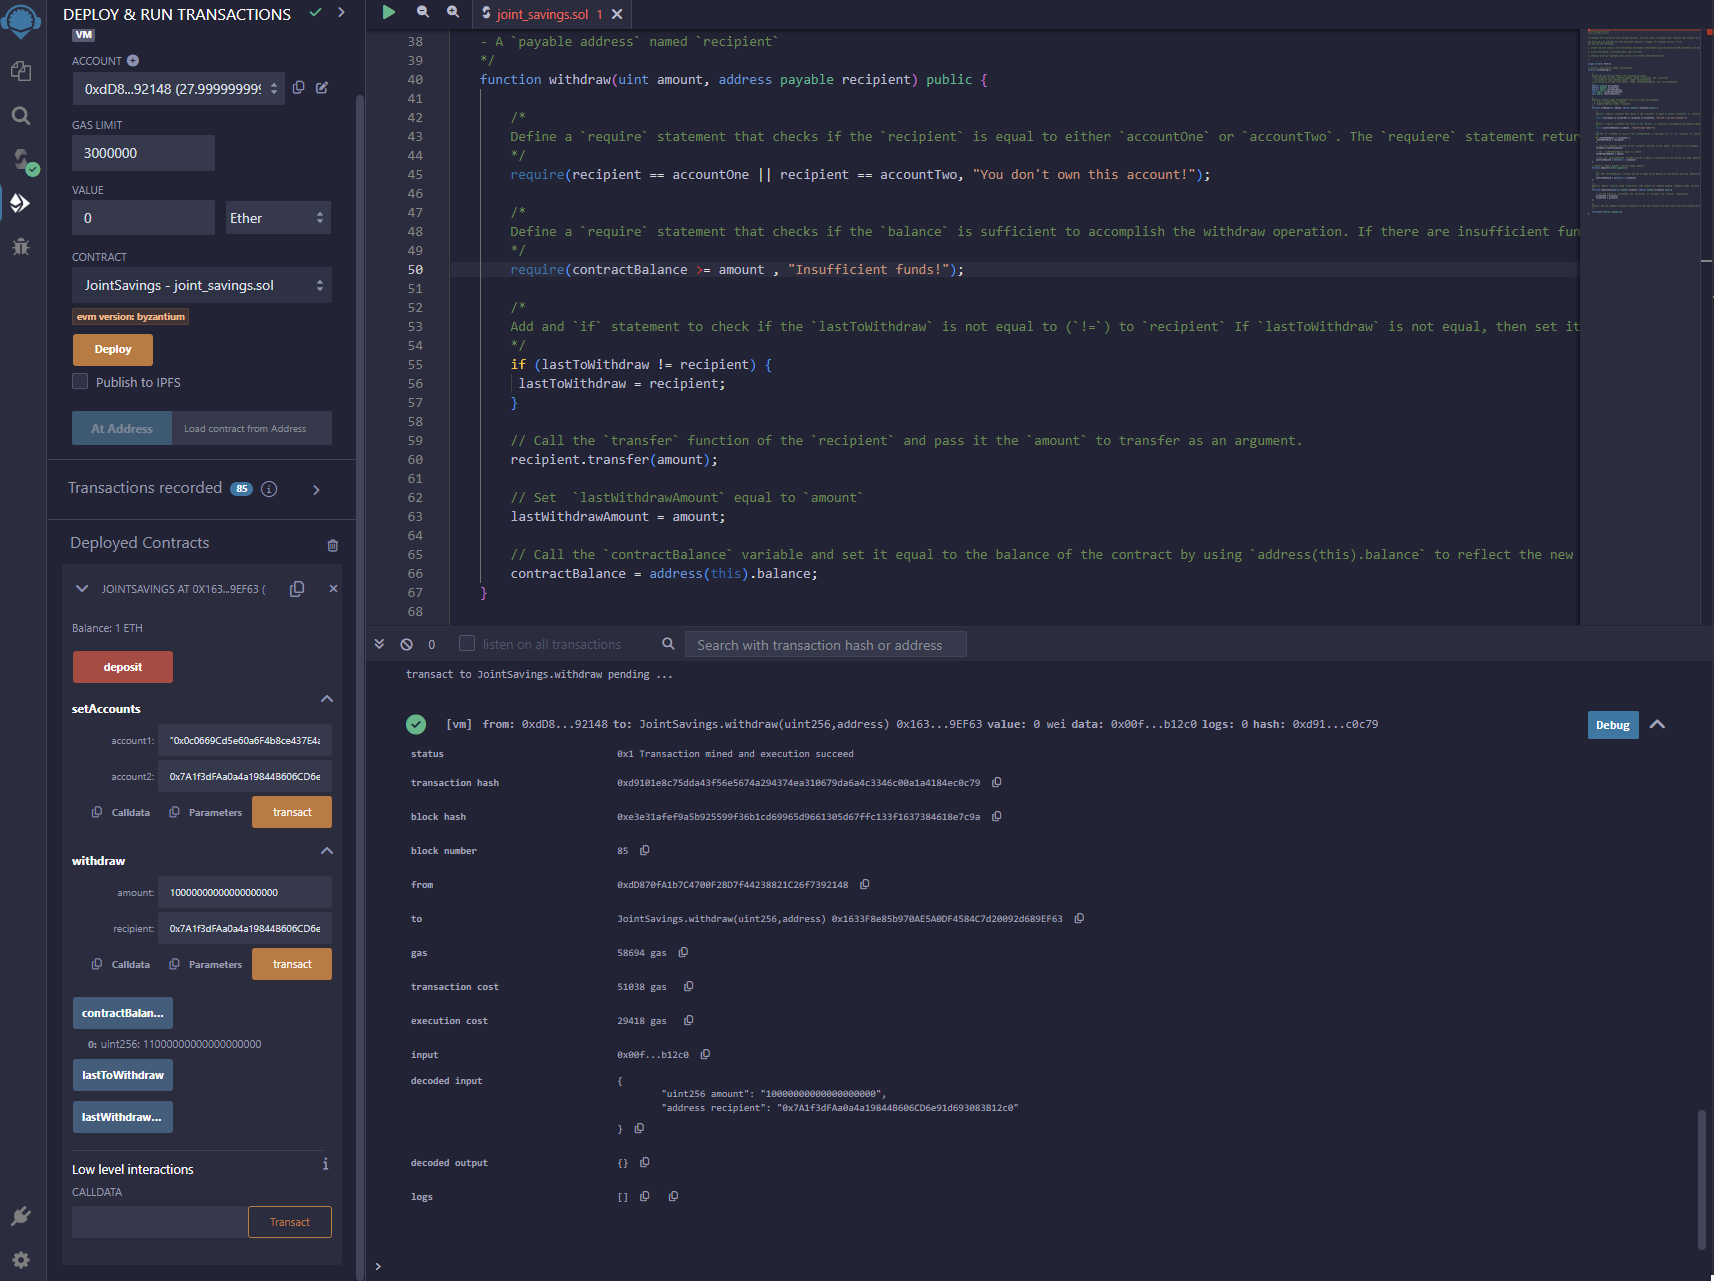 DEPLOY & RUN TRANSACTIONS
VM
ACCOUNT
0xdD8...92148 (27.999999999
GAS LIMIT
3000000
VALUE
0
Ether
CONTRACT
JointSavings - joint_savings.sol
evm version: byzantium
Deploy
Publish to IPFS
At Address
Load contract from Address
Transactions recorded 85
Deployed Contracts
JOINTSAVINGS AT 0X163...9EF63 (
Balance: 1 ETH
deposit
setAccounts
account1: "0x0c0669Cd5e60a6F4b8ce437E4a
account2: 0x7A1f3dFAa0a4a19844B606CD6e
Calldata Parameters transact
withdraw
amount: 10000000000000000000
recipient: 0x7A1f3dFAa0a4a19844B606CD6e
Calldata Parameters transact
contractBalan...
0: uint256: 11000000000000000000
lastToWithdraw
lastWithdraw...
Low level interactions
CALLDATA
Transact
joint_savings.sol 1
38 - A `payable address` named `recipient`
39 */
40 function withdraw(uint amount, address payable recipient) public {
41
42 /*
43 Define a `require` statement that checks if the `recipient` is equal to either `accountOne` or `accountTwo`. The `requiere` statement retur
44 */
45 require(recipient == accountOne || recipient == accountTwo, "You don't own this account!");
46
47 /*
48 Define a `require` statement that checks if the `balance` is sufficient to accomplish the withdraw operation. If there are insufficient fun
49 */
50 require(contractBalance >= amount , "Insufficient funds!");
51
52 /*
53 Add and `if` statement to check if the `lastToWithdraw` is not equal to (`!=`) to `recipient` If `lastToWithdraw` is not equal, then set it
54 */
55 if (lastToWithdraw != recipient) {
56 lastToWithdraw = recipient;
57 }
58
59 // Call the `transfer` function of the `recipient` and pass it the `amount` to transfer as an argument.
60 recipient.transfer(amount);
61
62 // Set  `lastWithdrawAmount` equal to `amount`
63 lastWithdrawAmount = amount;
64
65 // Call the `contractBalance` variable and set it equal to the balance of the contract by using `address(this).balance` to reflect the new
66 contractBalance = address(this).balance;
67 }
68
0 listen on all transactions Search with transaction hash or address
transact to JointSavings.withdraw pending ...
[vm] from: 0xdD8...92148 to: JointSavings.withdraw(uint256,address) 0x163...9EF63 value: 0 wei data: 0x00f...b12c0 logs: 0 hash: 0xd91...c0c79
Debug
status 0x1 Transaction mined and execution succeed
transaction hash 0xd9101e8c75dda43f56e5674a294374ea310679da6a4c3346c00a1a4184ec0c79
block hash 0xe3e31afef9a5b925599f36b1cd69965d9661305d67ffc133f1637384618e7c9a
block number 85
from 0xdD870fA1b7C4700F2BD7f44238821C26f7392148
to JointSavings.withdraw(uint256,address) 0x1633F8e85b970AE5A0DF4584C7d20092d689EF63
gas 58694 gas
transaction cost 51038 gas
execution cost 29418 gas
input 0x00f...b12c0
decoded input {
"uint256 amount": "10000000000000000000",
"address recipient": "0x7A1f3dFAa0a4a19844B606CD6e91d693083B12c0"
}
decoded output {}
logs []
>